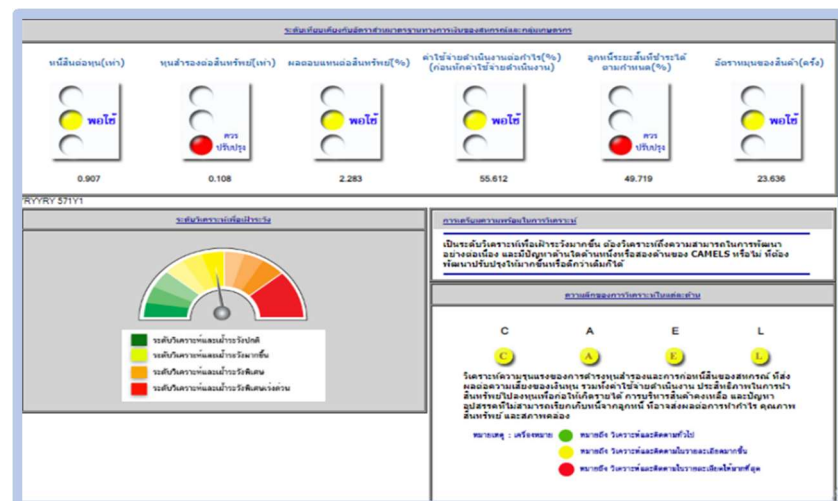 ระดับเทียบเคียงกับอัตราส่วนมาตรฐานทางการเงินของสหกรณ์และกลุ่มเกษตรกร
หนี้สินต่อทุน(เท่า)
ทุนสำรองต่อสินทรัพย์(เท่า)
ผลตอบแทนต่อสินทรัพย์(%)
ค่าใช้จ่ายดำเนินงานต่อกำไร(%)
(ก่อนหักค่าใช้จ่ายดำเนินงาน)
ลูกหนี้ระยะสั้นที่ชำระได้
ตามกำหนด(%)
อัตราหมุนของสินค้า(ครั้ง)
พอใช้
ควร
ปรับปรุง
พอใช้
พอใช้
ควร
ปรับปรุง
พอใช้
0.907
0.108
2.283
55.612
49.719
23.636
RYYRY 571Y1
ระดับวิเคราะห์เพื่อเฝ้าระวัง
ระดับวิเคราะห์และเฝ้าระวังปกติ
ระดับวิเคราะห์และเฝ้าระวังมากขึ้น
ระดับวิเคราะห์และเฝ้าระวังพิเศษ
ระดับวิเคราะห์และเฝ้าระวังพิเศษเร่งด่วน
การเตรียมความพร้อมในการวิเคราะห์
เป็นระดับวิเคราะห์เพื่อเฝ้าระวังมากขึ้น ต้องวิเคราะห์ถึงความสามารถในการพัฒนา
อย่างต่อเนื่อง และมีปัญหาด้านใดด้านหนึ่งหรือสองด้านของ CAMELS หรือไม่ ที่ต้อง
พัฒนาปรับปรุงให้มากขึ้นหรือดีกว่าเดิมก็ได้
ความลึกของการวิเคราะห์ในแต่ละด้าน
C A E L
C A E L
วิเคราะห์ความรุนแรงของการดำรงทุนสำรองและการก่อหนี้สินของสหกรณ์ ที่ส่ง
ผลต่อความเสี่ยงของเงินทุน รวมทั้งค่าใช้จ่ายดำเนินงาน ประสิทธิภาพในการนำ
สินทรัพย์ไปลงทุนเพื่อก่อให้เกิดรายได้ การบริหารสินค้าคงเหลือ และปัญหา
อุปสรรคที่ไม่สามารถเรียกเก็บหนี้จากลูกหนี้ ที่อาจส่งผลต่อการทำกำไร คุณภาพ
สินทรัพย์ และสภาพคล่อง
หมายเหตุ : เครื่องหมาย หมายถึง วิเคราะห์และติดตามทั่วไป
หมายถึง วิเคราะห์และติดตามในรายละเอียดมากขึ้น
หมายถึง วิเคราะห์และติดตามในรายละเอียดให้มากที่สุด